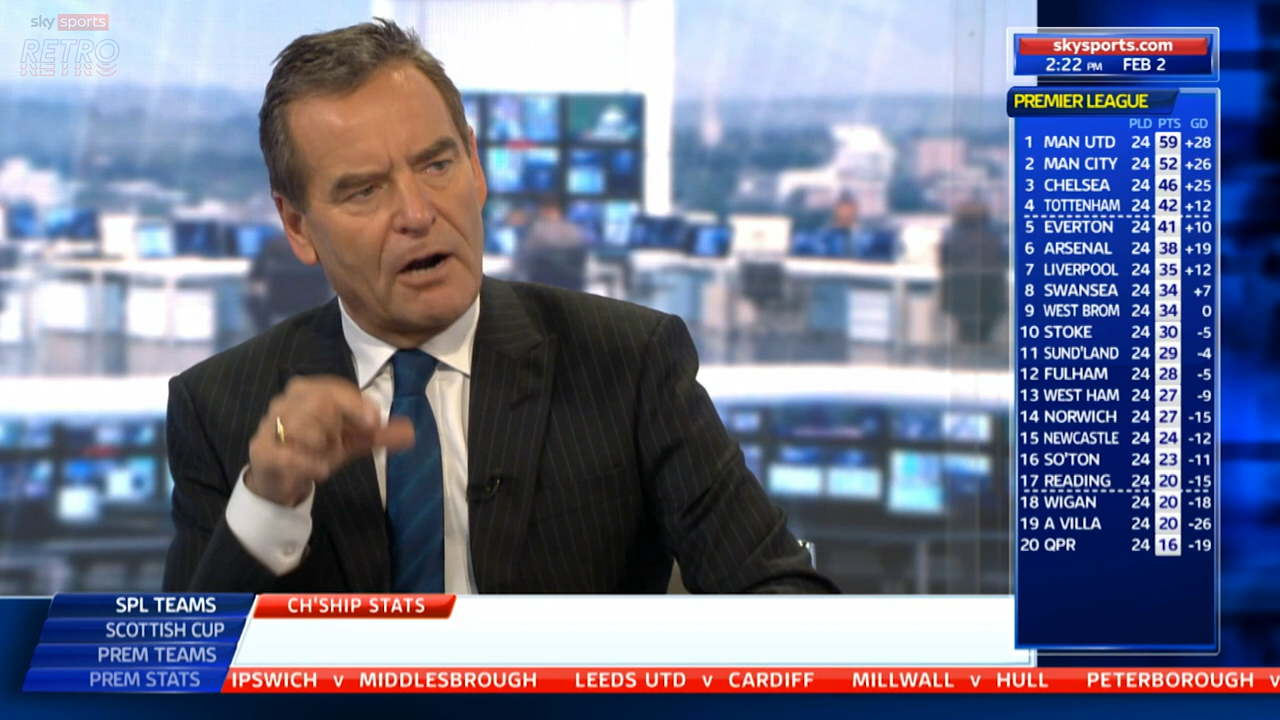 sky sports
RETRO
skysports.com
2:22 PM FEB 2
PREMIER LEAGUE
PLD PTS GD
1 MAN UTD 24 59 +28
2 MAN CITY 24 52 +26
3 CHELSEA 24 46 +25
4 TOTTENHAM 24 42 +12
5 EVERTON 24 41 +10
6 ARSENAL 24 38 +19
7 LIVERPOOL 24 35 +12
8 SWANSEA 24 34 +7
9 WEST BROM 24 34 0
10 STOKE 24 30 -5
11 SUND'LAND 24 29 -4
12 FULHAM 24 28 -5
13 WEST HAM 24 27 -9
14 NORWICH 24 27 -15
15 NEWCASTLE 24 24 -12
16 SO'TON 24 23 -11
17 READING 24 20 -15
18 WIGAN 24 20 -18
19 A VILLA 24 20 -26
20 QPR 24 16 -19
SPL TEAMS
CH'SHIP STATS
SCOTTISH CUP
PREM TEAMS
PREM STATS
IPSWICH v MIDDLESBROUGH LEEDS UTD v CARDIFF MILLWALL v HULL PETERBOROUGH v